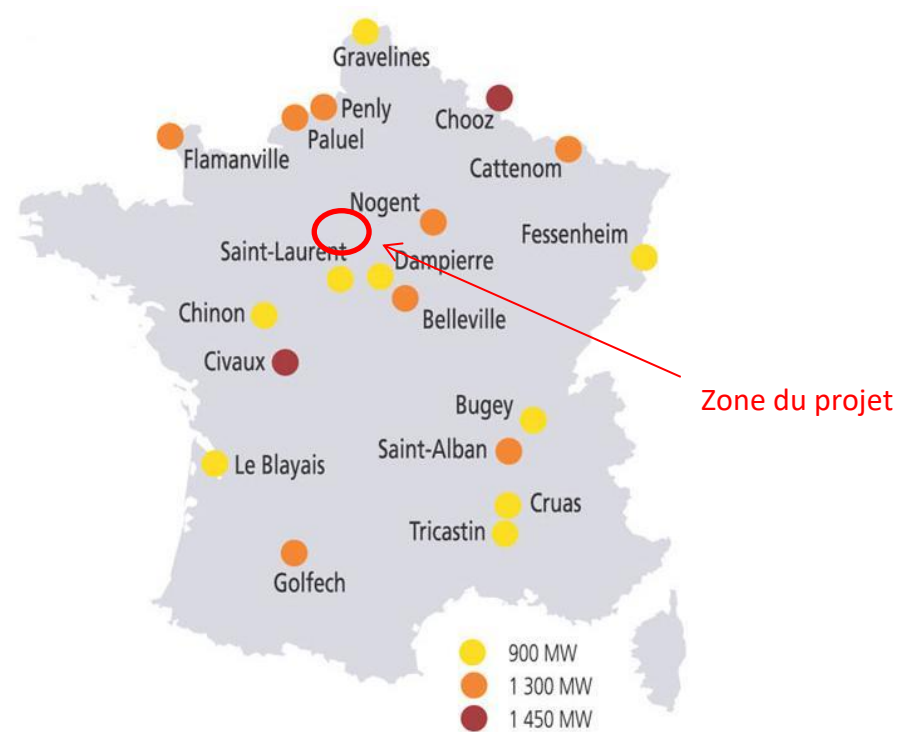 Gravelines
Penly
Chooz
Paluel
Flamanville
Cattenom
Nogent
Fessenheim
Saint-Laurent
Dampierre
Chinon
Belleville
Civaux
Zone du projet
Bugey
Saint-Alban
Le Blayais
Cruas
Tricastin
Golfech
900 MW
1 300 MW
1 450 MW